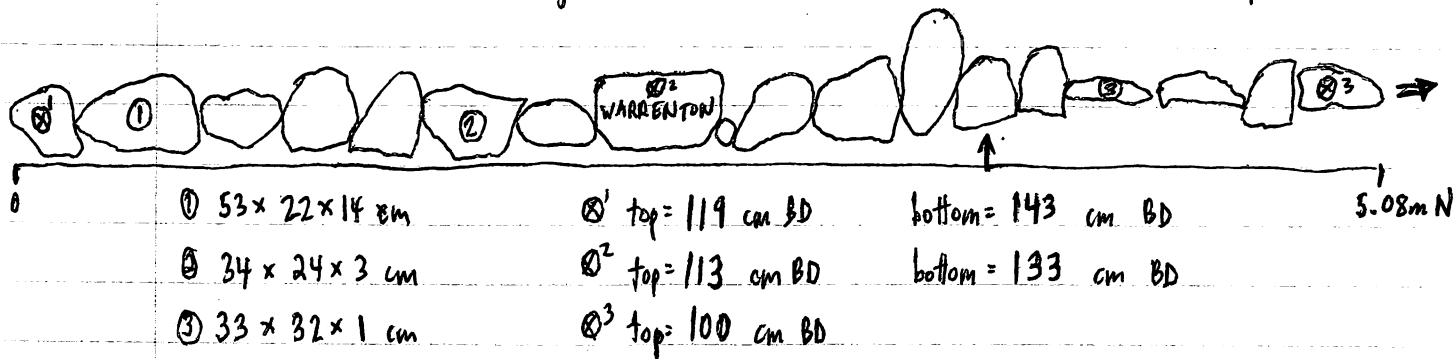 ⊗¹ ① ② ⊗² ③ ⊗³
WARRENTON
0 5.08m N
① 53 x 22 x 14 cm ⊗¹ top = 119 cm BD bottom = 143 cm BD
② 34 x 24 x 3 cm ⊗² top = 113 cm BD bottom = 133 cm BD
③ 33 x 32 x 1 cm ⊗³ top = 100 cm BD